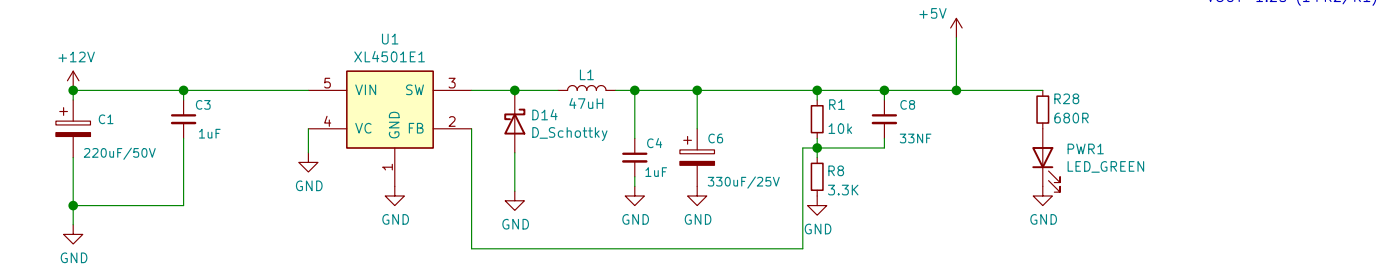 +5V
U1
XL4501E1
+12V
L1
5
VIN
SW
3
R28
680R
C3
1uF
+
C1
220uF/50V
47uH
D14
D_Schottky
R1
10k
C8
33NF
4
VC
GND
FB
2
1
C4
1uF
+
C6
330uF/25V
PWR1
LED_GREEN
R8
3.3K
GND
GND
GND
GND
GND
GND
GND
GND